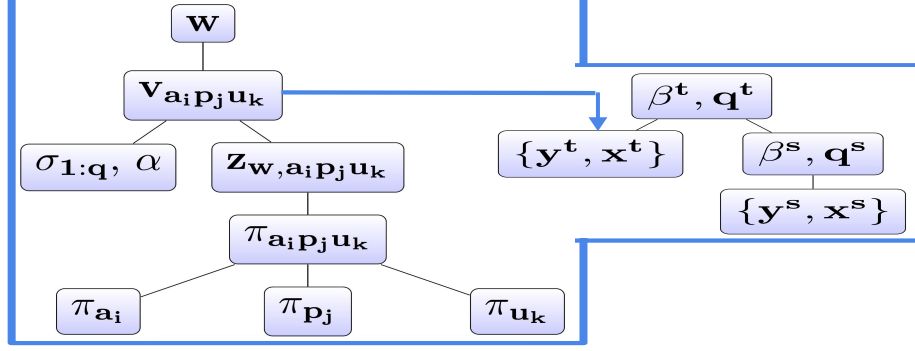 w
v_{a_i p_j u_k}
β^t, q^t
σ_{1:q}, α
z_{w,a_i p_j u_k}
{y^t, x^t}
β^s, q^s
{y^s, x^s}
π_{a_i p_j u_k}
π_{a_i}
π_{p_j}
π_{u_k}